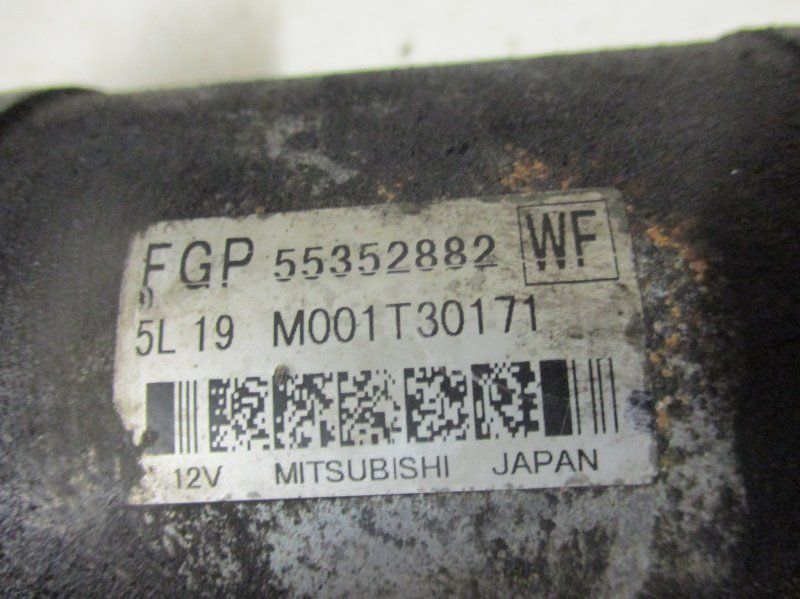 FGP 55352882 WF
5L 19 M001T30171
12V MITSUBISHI JAPAN